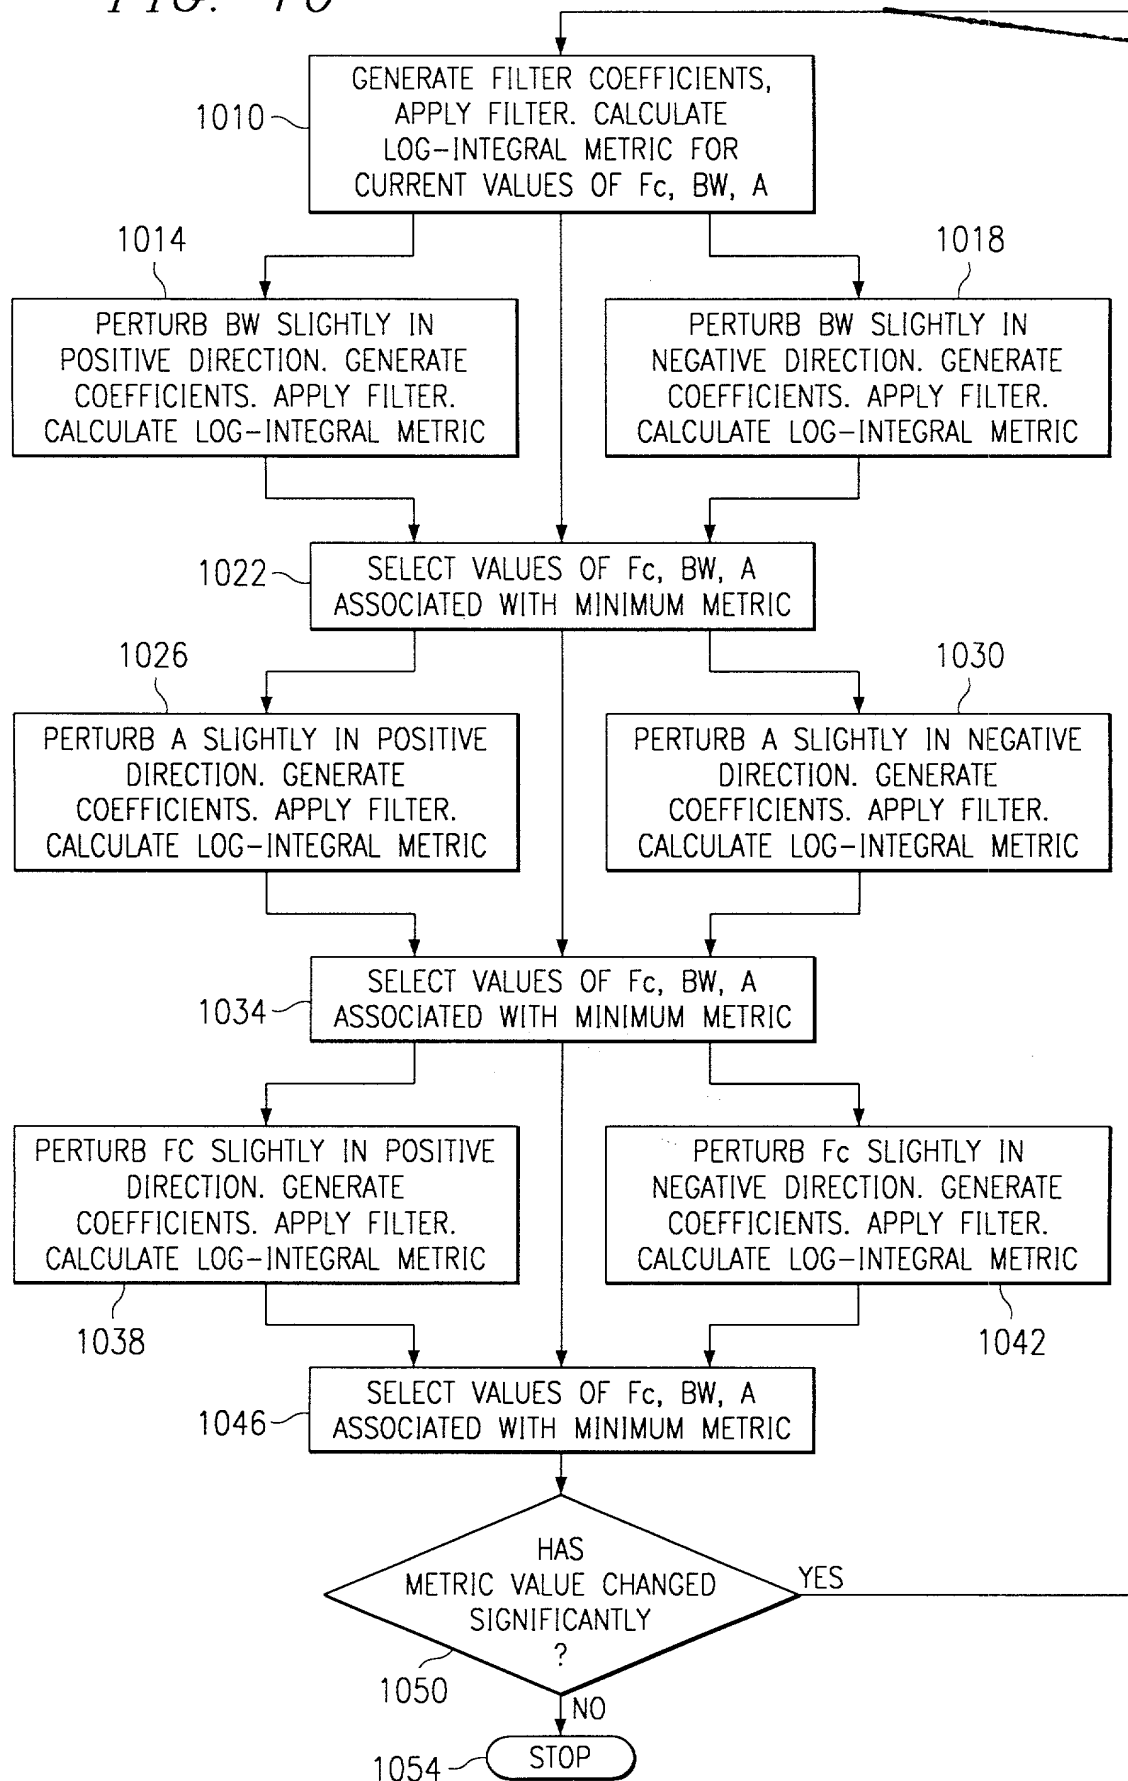 FIG. 10
GENERATE FILTER COEFFICIENTS,
APPLY FILTER. CALCULATE
LOG-INTEGRAL METRIC FOR
CURRENT VALUES OF Fc, BW, A
1010
1014
1018
PERTURB BW SLIGHTLY IN
POSITIVE DIRECTION. GENERATE
COEFFICIENTS. APPLY FILTER.
CALCULATE LOG-INTEGRAL METRIC
PERTURB BW SLIGHTLY IN
NEGATIVE DIRECTION. GENERATE
COEFFICIENTS. APPLY FILTER.
CALCULATE LOG-INTEGRAL METRIC
1022
SELECT VALUES OF Fc, BW, A
ASSOCIATED WITH MINIMUM METRIC
1026
1030
PERTURB A SLIGHTLY IN POSITIVE
DIRECTION. GENERATE
COEFFICIENTS. APPLY FILTER.
CALCULATE LOG-INTEGRAL METRIC
PERTURB A SLIGHTLY IN NEGATIVE
DIRECTION. GENERATE
COEFFICIENTS. APPLY FILTER.
CALCULATE LOG-INTEGRAL METRIC
1034
SELECT VALUES OF Fc, BW, A
ASSOCIATED WITH MINIMUM METRIC
PERTURB FC SLIGHTLY IN POSITIVE
DIRECTION. GENERATE
COEFFICIENTS. APPLY FILTER.
CALCULATE LOG-INTEGRAL METRIC
PERTURB Fc SLIGHTLY IN
NEGATIVE DIRECTION. GENERATE
COEFFICIENTS. APPLY FILTER.
CALCULATE LOG-INTEGRAL METRIC
1038
1042
1046
SELECT VALUES OF Fc, BW, A
ASSOCIATED WITH MINIMUM METRIC
HAS
METRIC VALUE CHANGED
SIGNIFICANTLY
?
YES
1050
NO
1054
STOP